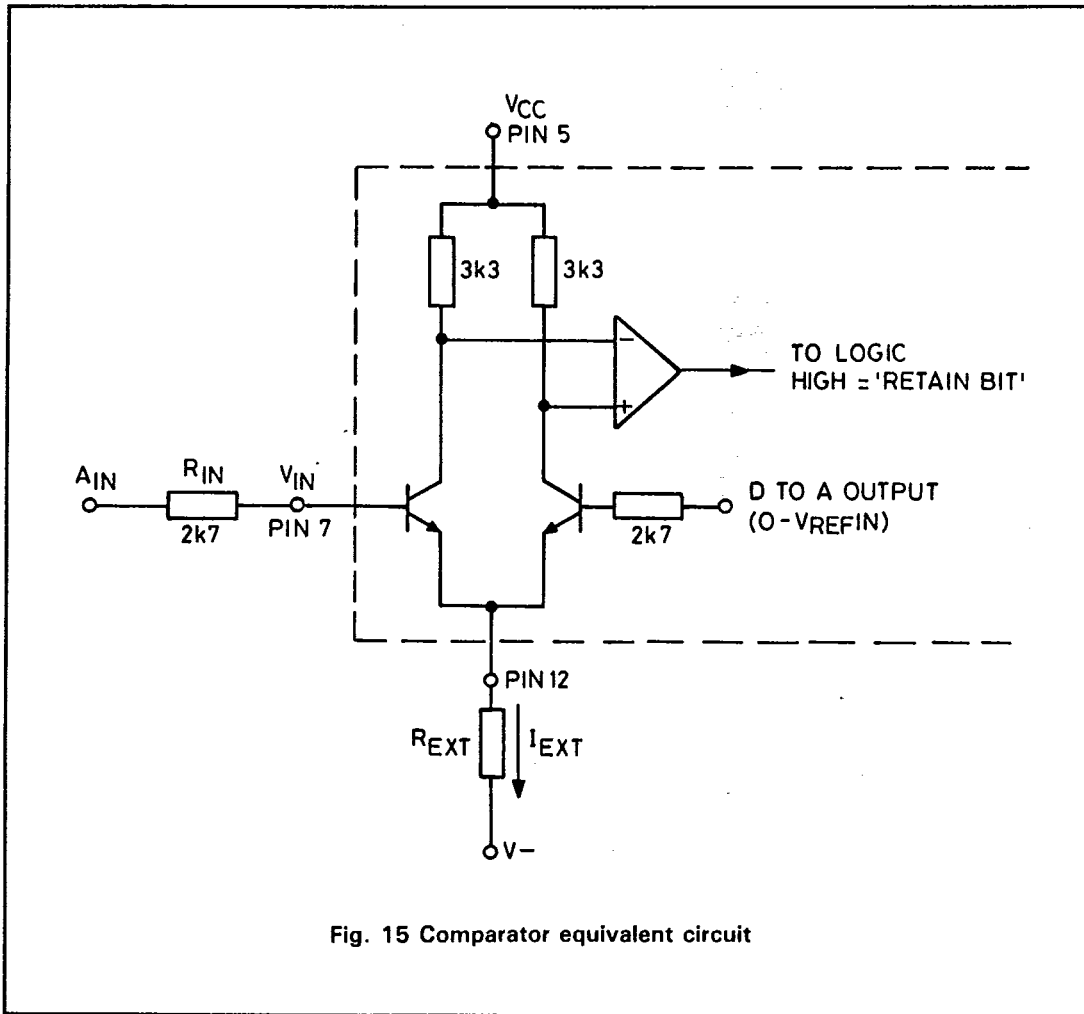 VCC
PIN 5
3k3
3k3
-
+
TO LOGIC
HIGH = 'RETAIN BIT'
AIN
RIN
2k7
VIN
PIN 7
2k7
D TO A OUTPUT
(O-VREFIN)
PIN 12
REXT
IEXT
V-
Fig. 15 Comparator equivalent circuit